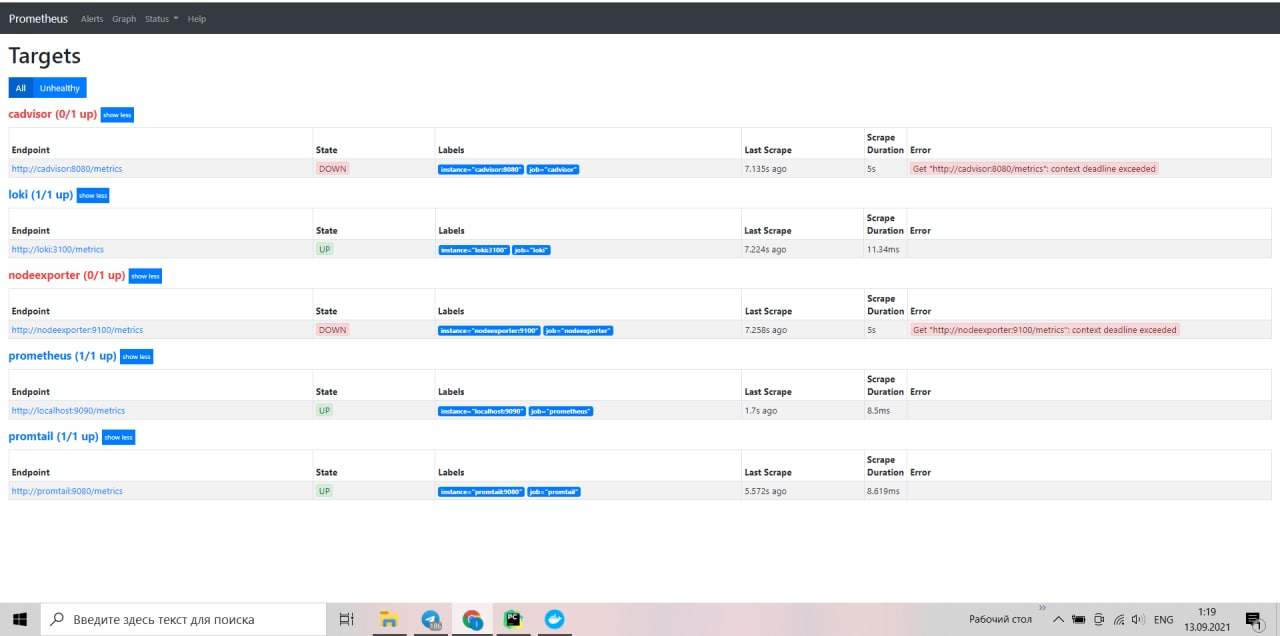 Prometheus Alerts Graph Status Help
Targets
All Unhealthy
cadvisor (0/1 up) show less
Endpoint State Labels Last Scrape Scrape Duration Error
http://cadvisor:8080/metrics DOWN instance="cadvisor:8080" job="cadvisor" 7.135s ago 5s Get "http://cadvisor:8080/metrics": context deadline exceeded
loki (1/1 up) show less
Endpoint State Labels Last Scrape Scrape Duration Error
http://loki:3100/metrics UP instance="loki:3100" job="loki" 7.224s ago 11.34ms
nodeexporter (0/1 up) show less
Endpoint State Labels Last Scrape Scrape Duration Error
http://nodeexporter:9100/metrics DOWN instance="nodeexporter:9100" job="nodeexporter" 7.258s ago 5s Get "http://nodeexporter:9100/metrics": context deadline exceeded
prometheus (1/1 up) show less
Endpoint State Labels Last Scrape Scrape Duration Error
http://localhost:9090/metrics UP instance="localhost:9090" job="prometheus" 1.7s ago 8.5ms
promtail (1/1 up) show less
Endpoint State Labels Last Scrape Scrape Duration Error
http://promtail:9080/metrics UP instance="promtail:9080" job="promtail" 5.572s ago 8.619ms
Введите здесь текст для поиска
186
PC
Рабочий стол
»
ENG
1:19
13.09.2021
1